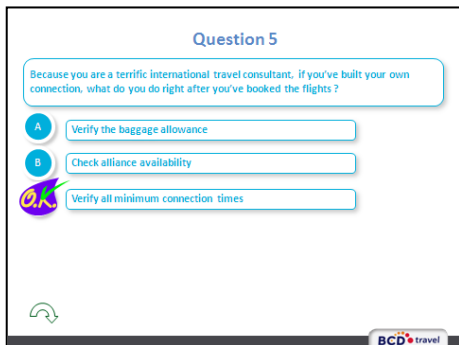 Question 5
Because you are a terrific international travel consultant, if you've built your own
connection, what do you do right after you've booked the flights ?
A
Verify the baggage allowance
B
Check alliance availability
O.K.
Verify all minimum connection times
BCD travel